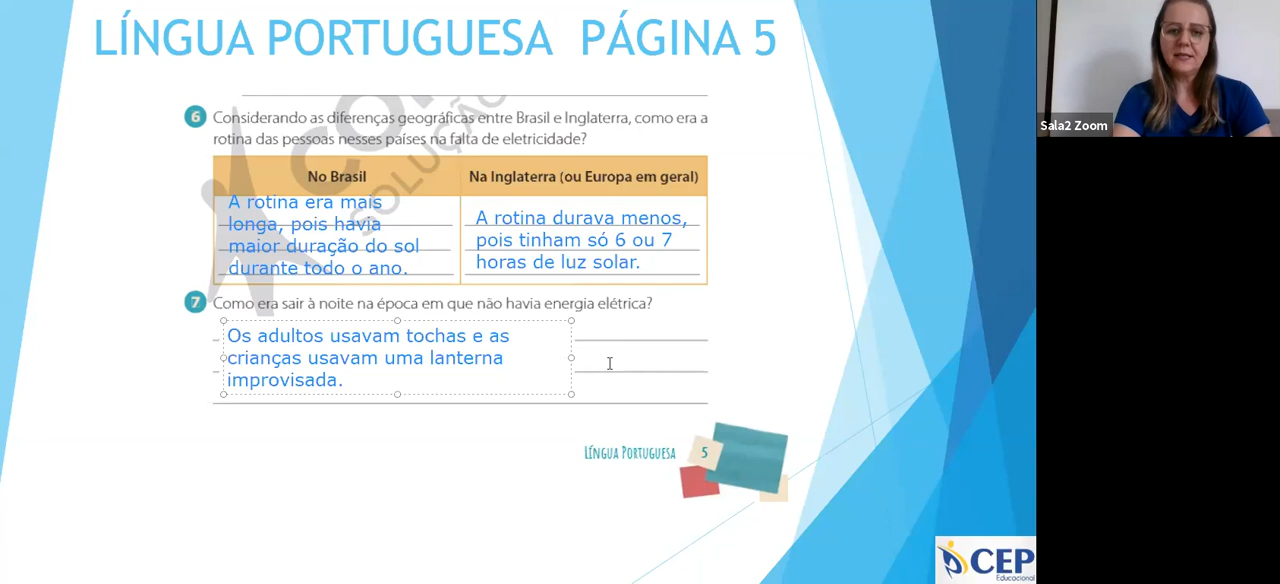 LÍNGUA PORTUGUESA PÁGINA 5
Sala2 Zoom
6 Considerando as diferenças geográficas entre Brasil e Inglaterra, como era a
rotina das pessoas nesses países na falta de eletricidade?
No Brasil
A rotina era mais
longa, pois havia
maior duração do sol
durante todo o ano.
Na Inglaterra (ou Europa em geral)
A rotina durava menos,
pois tinham só 6 ou 7
horas de luz solar.
7 Como era sair à noite na época em que não havia energia elétrica?
Os adultos usavam tochas e as
crianças usavam uma lanterna
improvisada.
LÍNGUA PORTUGUESA 5
CEP
Educacional